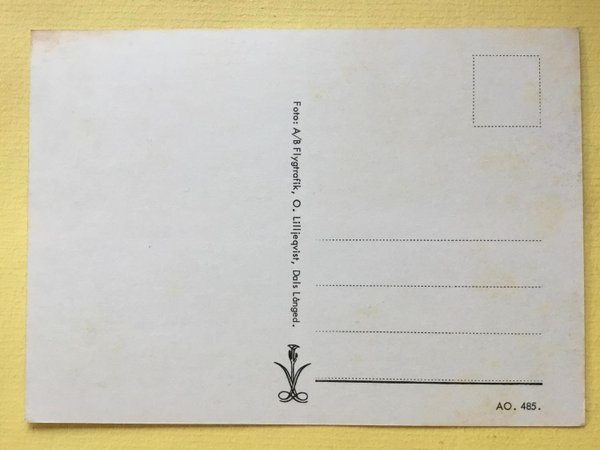 Foto: A/B Flygtrafik, O. Lilljeqvist, Dals Långed.
AO. 485.